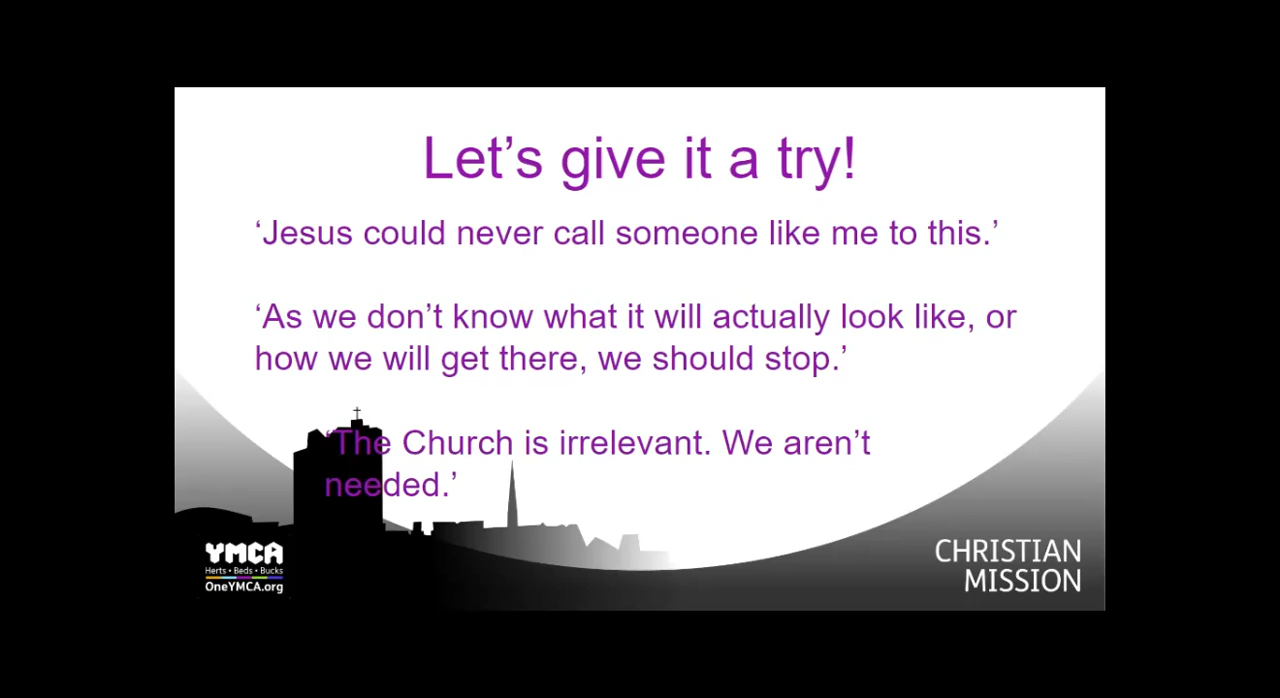 Let’s give it a try!
‘Jesus could never call someone like me to this.’
‘As we don’t know what it will actually look like, or
how we will get there, we should stop.’
‘The Church is irrelevant. We aren’t
needed.’
YMCA
Herts • Beds • Bucks
OneYMCA.org
CHRISTIAN
MISSION